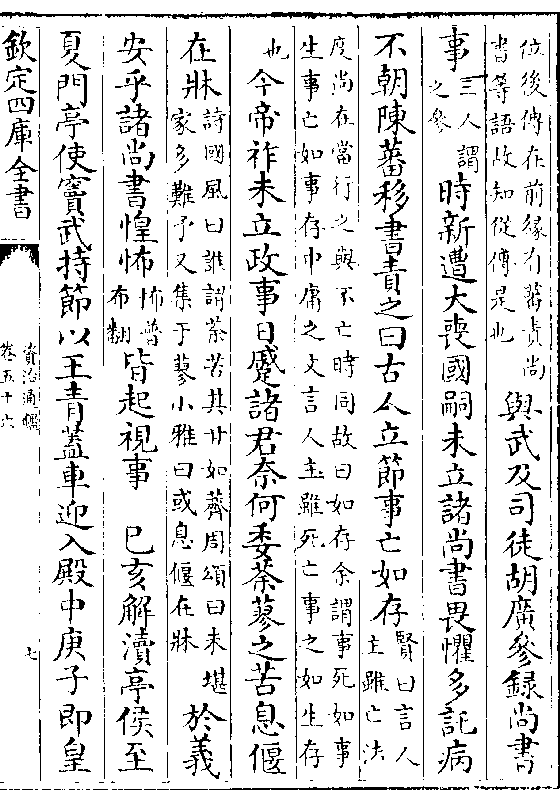 位後傳在前縁有蕃責尚
書等語故知從傳是也
與武及司徒胡廣參録尚書
事
三人謂
之參
時新遭大喪國嗣未立諸尚書畏懼多託病
不朝陳蕃移書責之曰古人立節事亡如存
賢曰言人
主雖亡法
度尚在當行之與不亡時同故曰如存余謂事死如事
生事亡如事存中庸之文言人主雖死亡事之如生存
也
今帝祚未立政事日蹙諸君奈何委荼蓼之苦息偃
在牀
詩國風曰誰謂荼苦其甘如薺周頌曰未堪
家多難予又集于蓼小雅曰或息偃在牀
於義
安乎諸尚書惶怖
怖普
布翻
皆起視事　已亥解瀆亭侯至
夏門亭使竇武持節以王青蓋車迎入殿中庚子即皇
欽定四庫全書
資治通鑑
卷五十六
七